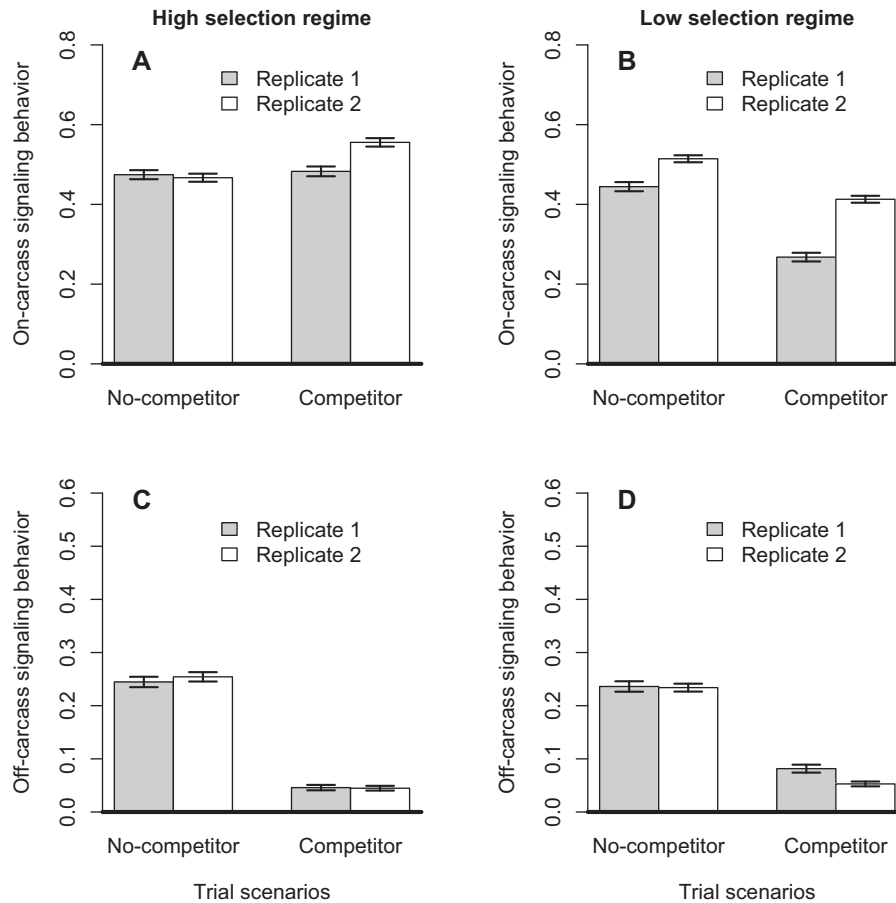 High selection regime
Low selection regime
A
Replicate 1
Replicate 2
On-carcass signaling behavior
0.0 0.2 0.4 0.6 0.8
No-competitor Competitor
B
Replicate 1
Replicate 2
On-carcass signaling behavior
0.0 0.2 0.4 0.6 0.8
No-competitor Competitor
C
Replicate 1
Replicate 2
Off-carcass signaling behavior
0.0 0.1 0.2 0.3 0.4 0.5 0.6
No-competitor Competitor
Trial scenarios
D
Replicate 1
Replicate 2
Off-carcass signaling behavior
0.0 0.1 0.2 0.3 0.4 0.5 0.6
No-competitor Competitor
Trial scenarios